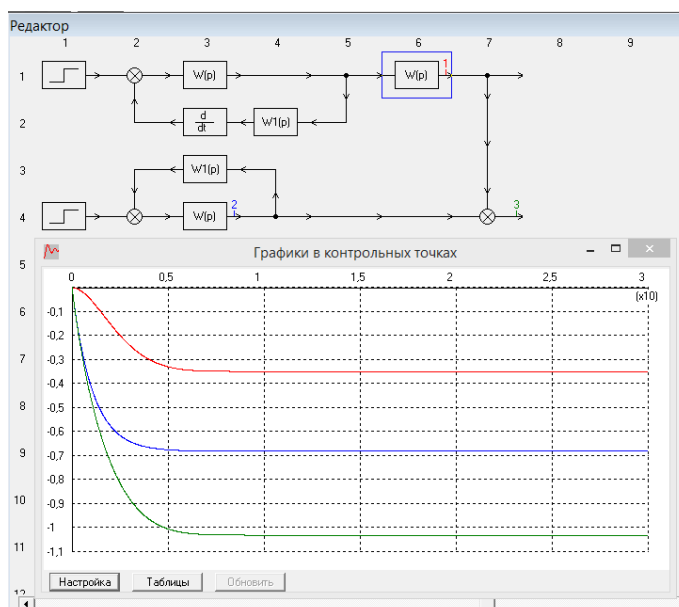 Редактор
1 2 3 4 5 6 7 8 9
1 W(p) W(p) 1
2 d/dt W1(p)
3 W1(p)
4 W(p) 2 3
5 Графики в контрольных точках
0 0,5 1 1,5 2 2,5 3
(x10)
6 -0,1
-0,2
7 -0,3
-0,4
8 -0,5
-0,6
9 -0,7
-0,8
10 -0,9
-1
11 -1,1
12 Настройка Таблицы Обновить